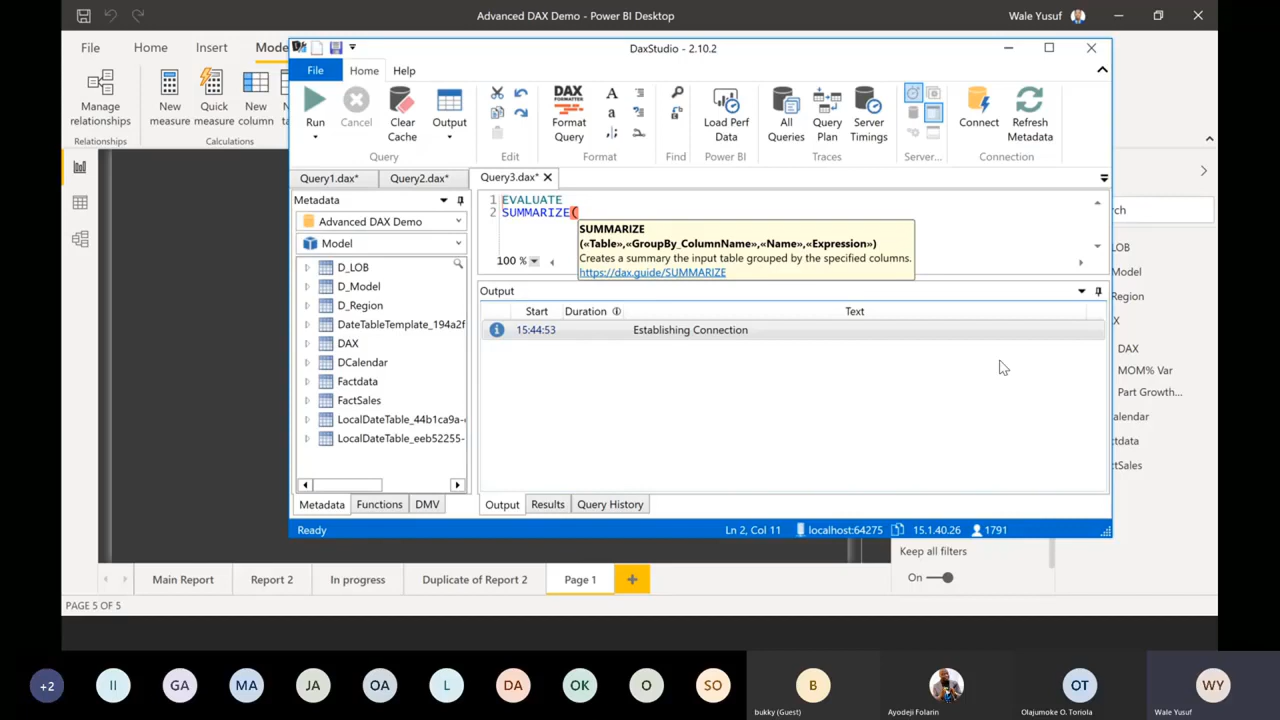 Advanced DAX Demo - Power BI Desktop
Wale Yusuf
File
Home
Insert
Mode
Manage
relationships
Relationships
New
measure
Quick
measure
New
column
Calculations
DaxStudio - 2.10.2
File
Home
Help
Run
Cancel
Clear
Cache
Output
Query
Edit
DAX
FORMATTER
Format
Query
A
a
Format
Find
Load Perf
Data
Power BI
All
Queries
Query
Plan
Server
Timings
Traces
Server...
Connect
Refresh
Metadata
Connection
Query1.dax*
Query2.dax*
Query3.dax*
Metadata
Advanced DAX Demo
Model
D_LOB
D_Model
D_Region
DateTableTemplate_194a2f
DAX
DCalendar
Factdata
FactSales
LocalDateTable_44b1ca9a-
LocalDateTable_eeb52255-
Metadata
Functions
DMV
1 EVALUATE
2 SUMMARIZE(
SUMMARIZE
(«Table»,«GroupBy_ColumnName»,«Name»,«Expression»)
Creates a summary the input table grouped by the specified columns.
https://dax.guide/SUMMARIZE
100 %
Output
Start
Duration
Text
15:44:53
Establishing Connection
Output
Results
Query History
Ready
Ln 2, Col 11
localhost:64275
15.1.40.26
1791
rch
OB
Model
egion
X
DAX
MOM% Var
Part Growth...
alendar
ctdata
ctSales
Keep all filters
On
Main Report
Report 2
In progress
Duplicate of Report 2
Page 1
PAGE 5 OF 5
+2
II
GA
MA
JA
OA
L
DA
OK
O
SO
B
bukky (Guest)
Ayodeji Folarin
OT
Olajumoke O. Toriola
WY
Wale Yusuf